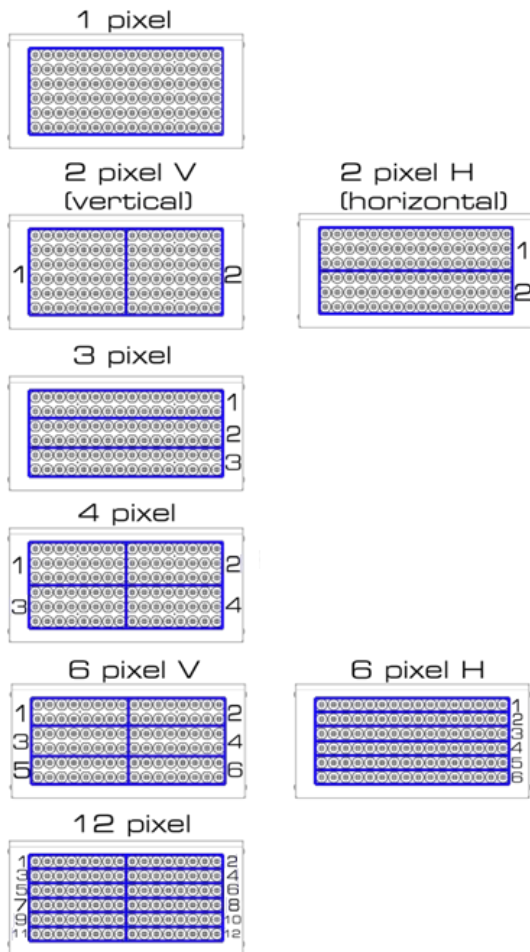 1 pixel
2 pixel V
(vertical)
1
2
2 pixel H
(horizontal)
1
2
3 pixel
1
2
3
4 pixel
1 2
3 4
6 pixel V
1 2
3 4
5 6
6 pixel H
1
2
3
4
5
6
12 pixel
1 2
3 4
5 6
7 8
9 10
11 12